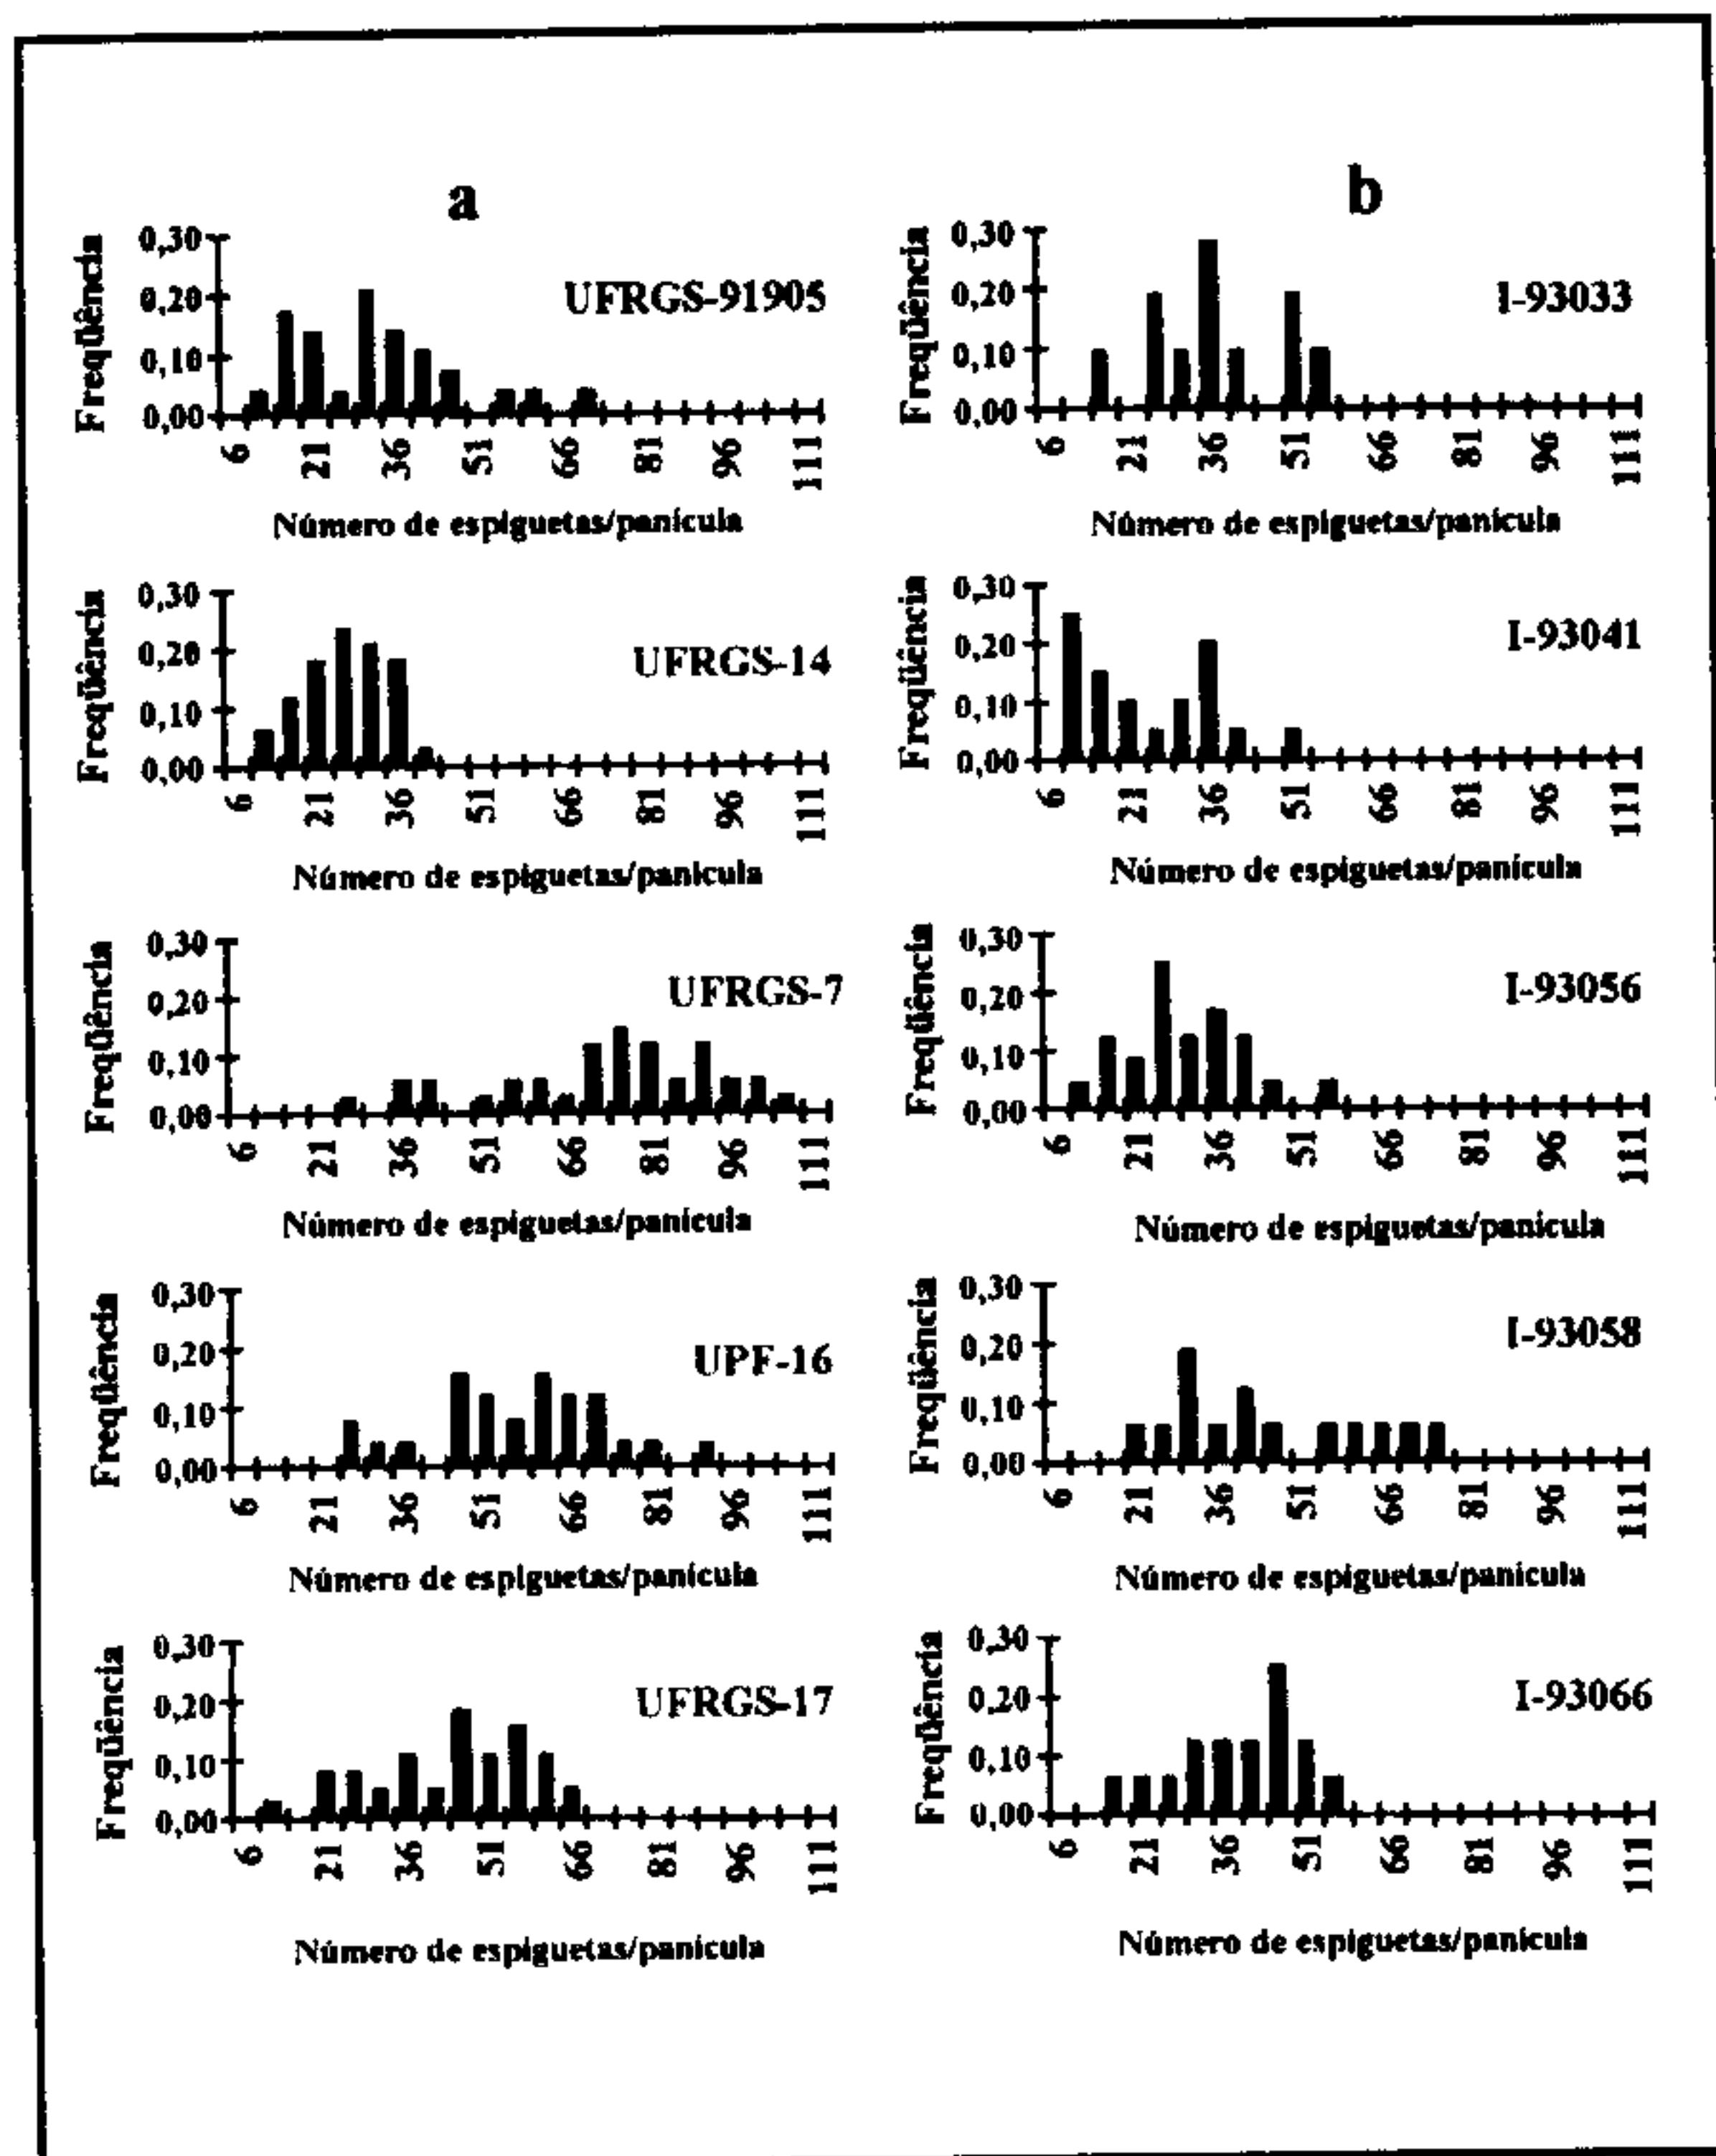 a
Freqüência
0,30
0,20
0,10
0,00
UFRGS-91905
6 21 36 51 66 81 96 111
Número de espiguetas/panícula
Freqüência
0,30
0,20
0,10
0,00
UFRGS-14
6 21 36 51 66 81 96 111
Número de espiguetas/panícula
Freqüência
0,30
0,20
0,10
0,00
UFRGS-7
6 21 36 51 66 81 96 111
Número de espiguetas/panícula
Freqüência
0,30
0,20
0,10
0,00
UPF-16
6 21 36 51 66 81 96 111
Número de espiguetas/panícula
Freqüência
0,30
0,20
0,10
0,00
UFRGS-17
6 21 36 51 66 81 96 111
Número de espiguetas/panícula
b
Freqüência
0,30
0,20
0,10
0,00
I-93033
6 21 36 51 66 81 96 111
Número de espiguetas/panícula
Freqüência
0,30
0,20
0,10
0,00
I-93041
6 21 36 51 66 81 96 111
Número de espiguetas/panícula
Freqüência
0,30
0,20
0,10
0,00
I-93056
6 21 36 51 66 81 96 111
Número de espiguetas/panícula
Freqüência
0,30
0,20
0,10
0,00
I-93058
6 21 36 51 66 81 96 111
Número de espiguetas/panícula
Freqüência
0,30
0,20
0,10
0,00
I-93066
6 21 36 51 66 81 96 111
Número de espiguetas/panícula